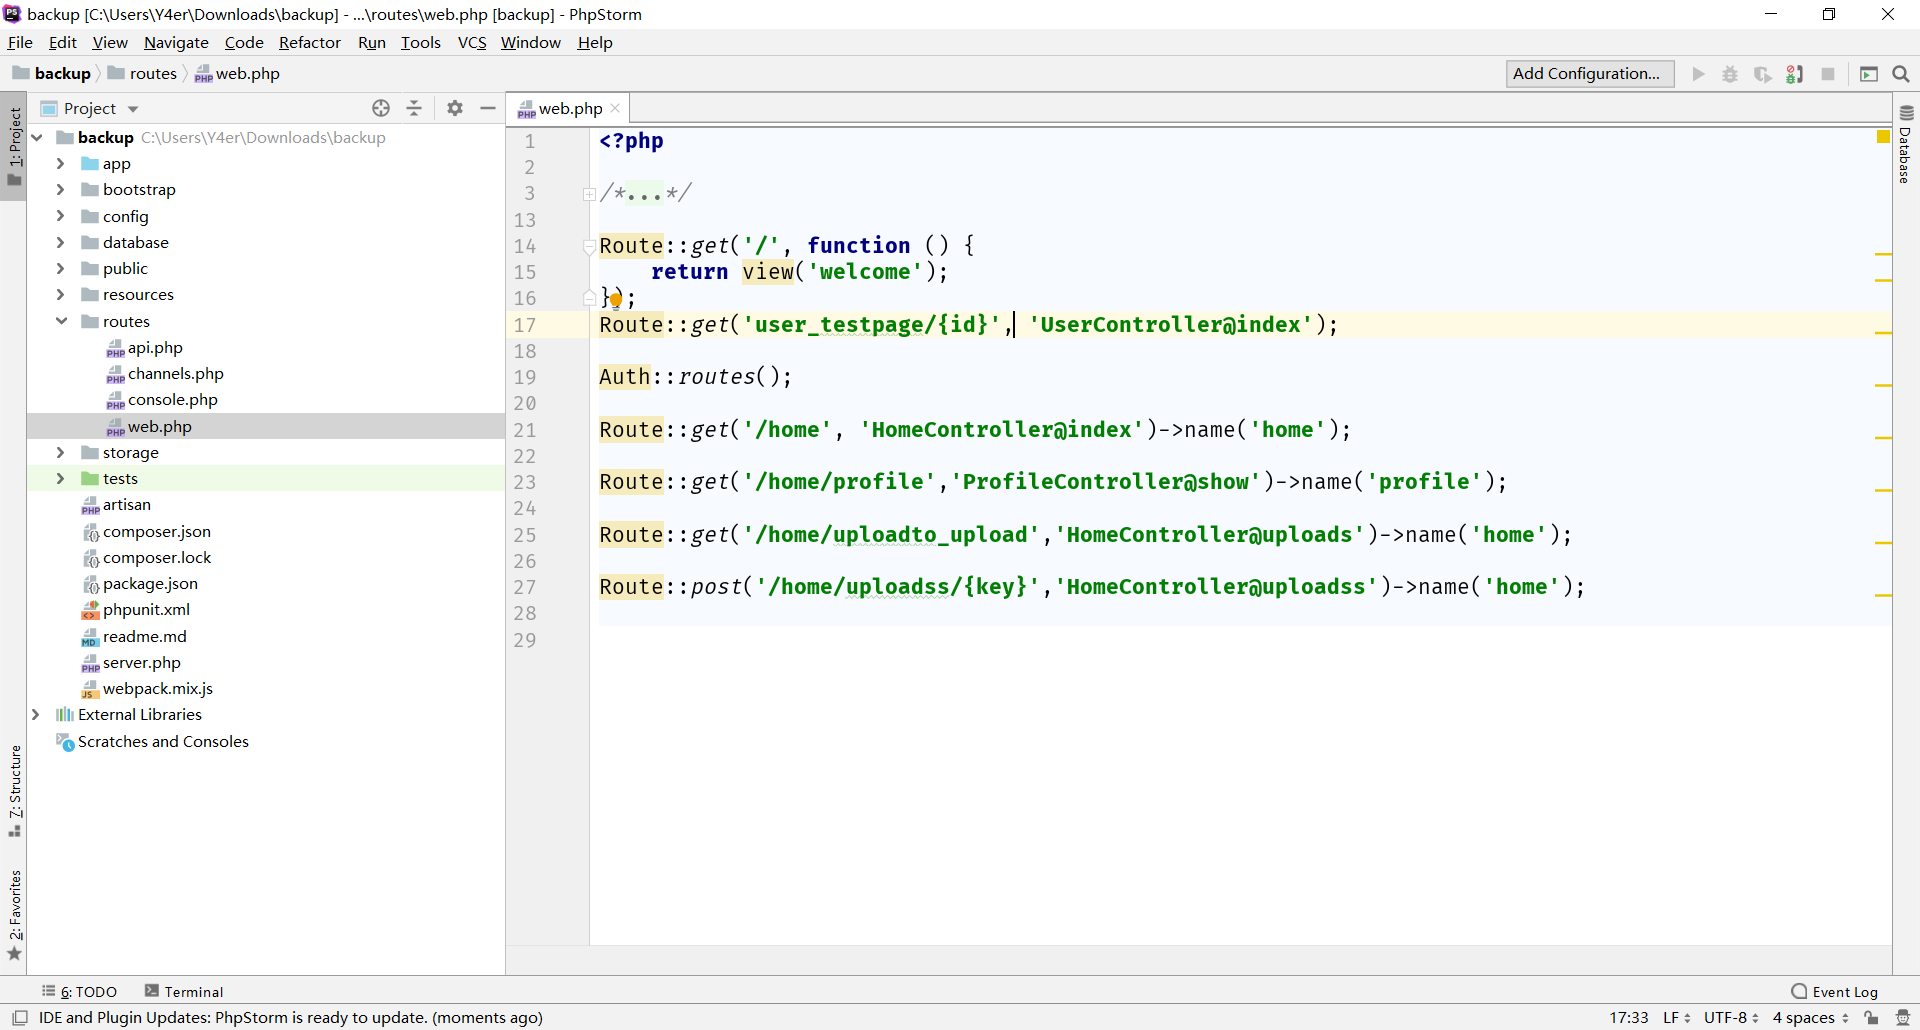 backup [C:\Users\Y4er\Downloads\backup] - ...\routes\web.php [backup] - PhpStorm
File Edit View Navigate Code Refactor Run Tools VCS Window Help
backup routes web.php Add Configuration...
1: Project
Project
backup C:\Users\Y4er\Downloads\backup
app
bootstrap
config
database
public
resources
routes
api.php
channels.php
console.php
web.php
storage
tests
artisan
composer.json
composer.lock
package.json
phpunit.xml
readme.md
server.php
webpack.mix.js
External Libraries
Scratches and Consoles
7: Structure
2: Favorites
web.php
1 <?php
2
3 /*...*/
13
14 Route::get('/', function () {
15 return view('welcome');
16 });
17 Route::get('user_testpage/{id}', 'UserController@index');
18
19 Auth::routes();
20
21 Route::get('/home', 'HomeController@index')->name('home');
22
23 Route::get('/home/profile','ProfileController@show')->name('profile');
24
25 Route::get('/home/uploadto_upload','HomeController@uploads')->name('home');
26
27 Route::post('/home/uploadss/{key}','HomeController@uploadss')->name('home');
28
29
Database
6: TODO Terminal Event Log
IDE and Plugin Updates: PhpStorm is ready to update. (moments ago) 17:33 LF UTF-8 4 spaces